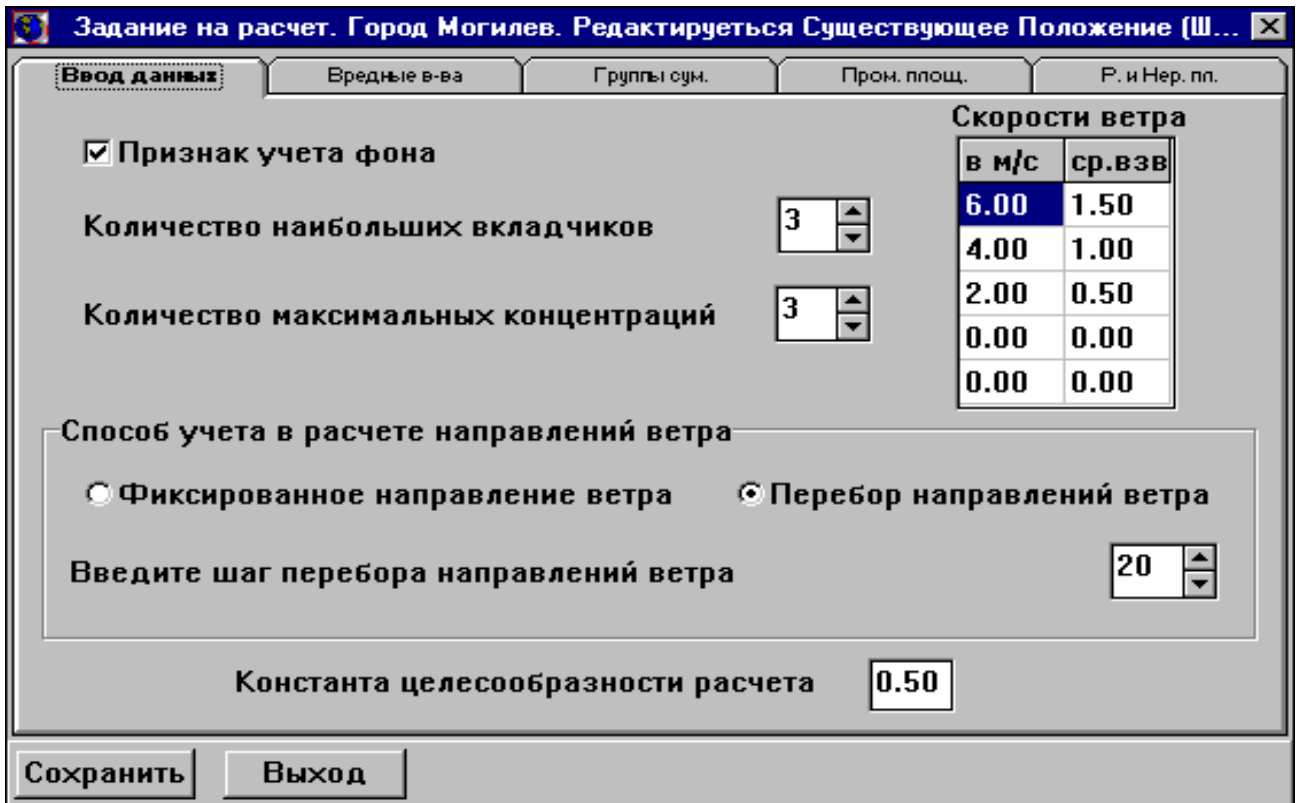 Задание на расчет. Город Могилев. Редактируеться Существующее Положение (Ш...
Ввод данных Вредные в-ва Группы сум. Пром. площ. Р. и Нер. пл.
Скорости ветра
Признак учета фона
в м/с ср.взв
6.00 1.50
Количество наибольших вкладчиков 3
4.00 1.00
2.00 0.50
Количество максимальных концентраций 3
0.00 0.00
0.00 0.00
Способ учета в расчете направлений ветра
Фиксированное направление ветра Перебор направлений ветра
Введите шаг перебора направлений ветра 20
Константа целесообразности расчета 0.50
Сохранить Выход